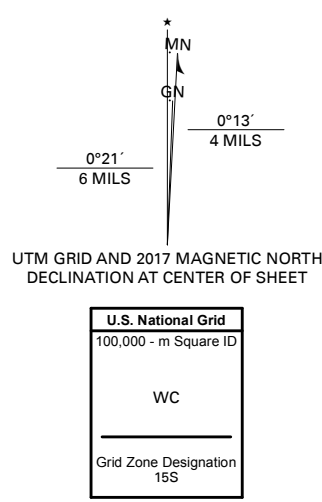 ★
MN
GN
0°13´
4 MILS
0°21´
6 MILS
UTM GRID AND 2017 MAGNETIC NORTH
DECLINATION AT CENTER OF SHEET
U.S. National Grid
100,000 - m Square ID
WC
Grid Zone Designation
15S